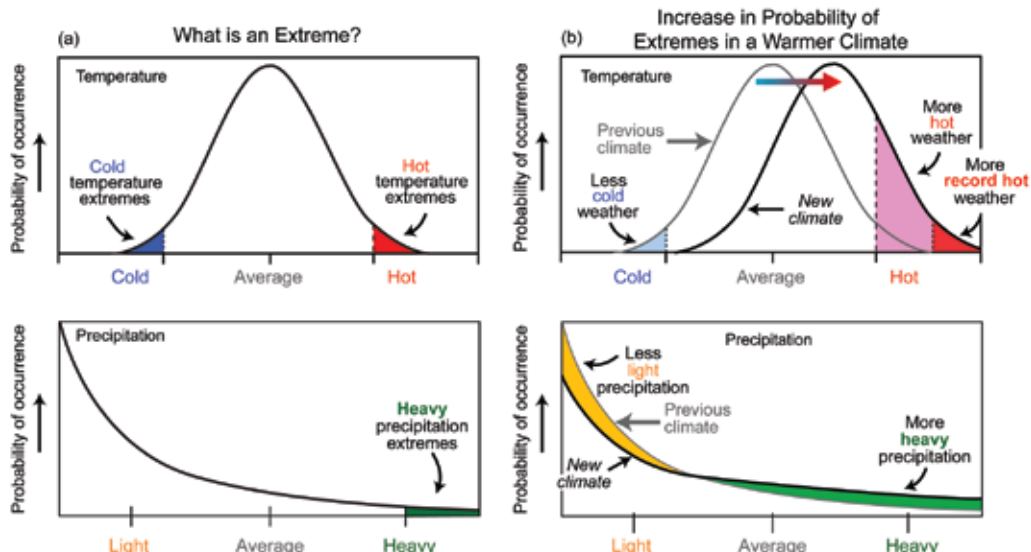 (a)
What is an Extreme?
Temperature
Probability of occurrence
Cold
temperature
extremes
Hot
temperature
extremes
Cold
Average
Hot
Precipitation
Probability of occurrence
Heavy
precipitation
extremes
Light
Average
Heavy
(b)
Increase in Probability of
Extremes in a Warmer Climate
Temperature
Probability of occurrence
Previous
climate
Less
cold
weather
New
climate
More
hot
weather
More
record hot
weather
Cold
Average
Hot
Precipitation
Probability of occurrence
Less
light
precipitation
Previous
climate
New
climate
More
heavy
precipitation
Light
Average
Heavy